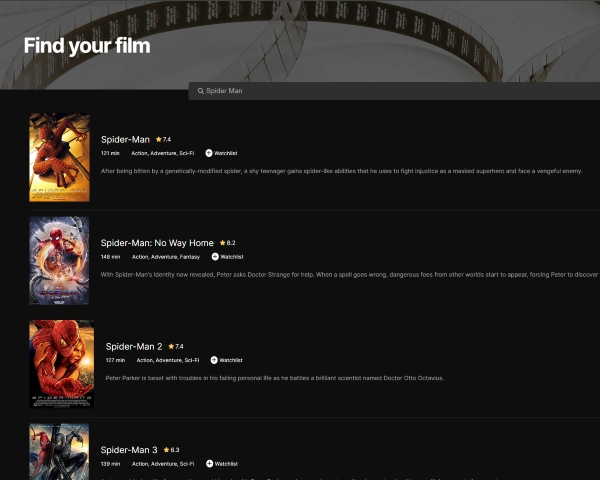 Find your film
Spider Man
Spider-Man 7.4
121 min Action, Adventure, Sci-Fi Watchlist
After being bitten by a genetically-modified spider, a shy teenager gains spider-like abilities that he uses to fight injustice as a masked superhero and face a vengeful enemy.
Spider-Man: No Way Home 8.2
148 min Action, Adventure, Fantasy Watchlist
With Spider-Man's identity now revealed, Peter asks Doctor Strange for help. When a spell goes wrong, dangerous foes from other worlds start to appear, forcing Peter to discover
Spider-Man 2 7.4
127 min Action, Adventure, Sci-Fi Watchlist
Peter Parker is beset with troubles in his failing personal life as he battles a brilliant scientist named Doctor Otto Octavius.
Spider-Man 3 6.3
139 min Action, Adventure, Sci-Fi Watchlist